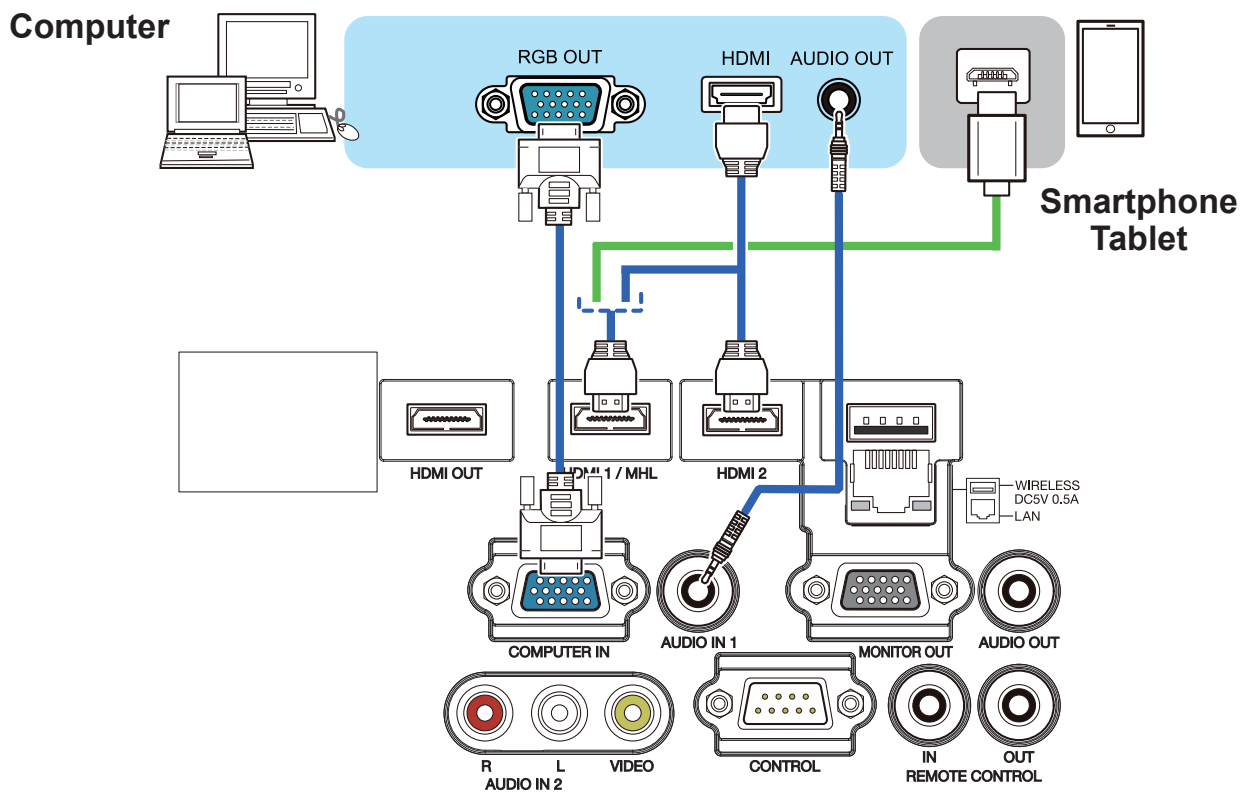 Computer
RGB OUT
HDMI
AUDIO OUT
Smartphone
Tablet
HDMI OUT
HDMI 1 / MHL
HDMI 2
WIRELESS
DC5V 0.5A
LAN
COMPUTER IN
AUDIO IN 1
MONITOR OUT
AUDIO OUT
R
L
VIDEO
AUDIO IN 2
CONTROL
IN
OUT
REMOTE CONTROL